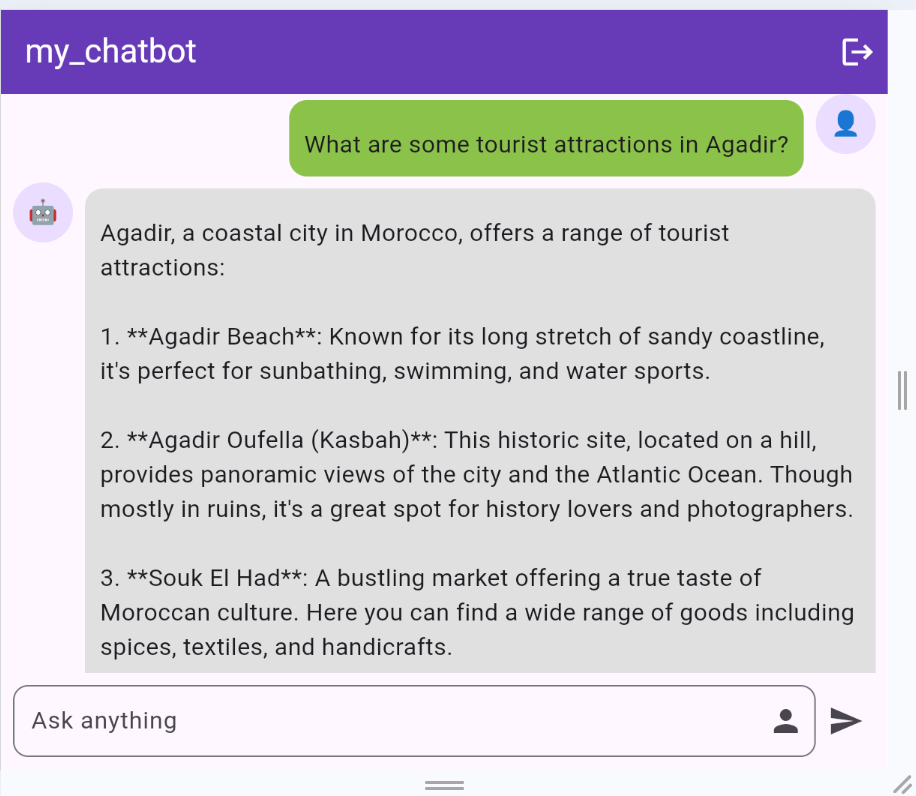 my_chatbot
What are some tourist attractions in Agadir?
Agadir, a coastal city in Morocco, offers a range of tourist
attractions:
1. **Agadir Beach**: Known for its long stretch of sandy coastline,
it's perfect for sunbathing, swimming, and water sports.
2. **Agadir Oufella (Kasbah)**: This historic site, located on a hill,
provides panoramic views of the city and the Atlantic Ocean. Though
mostly in ruins, it's a great spot for history lovers and photographers.
3. **Souk El Had**: A bustling market offering a true taste of
Moroccan culture. Here you can find a wide range of goods including
spices, textiles, and handicrafts.
Ask anything